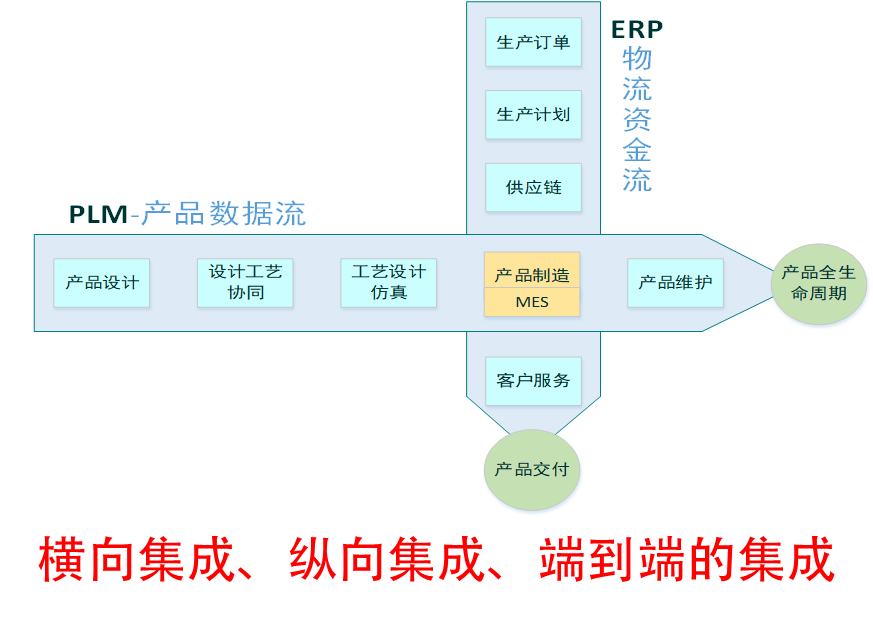 生产订单
ERP
物流资金流
生产计划
供应链
PLM-产品数据流
产品设计
设计工艺
协同
工艺设计
仿真
产品制造
MES
产品维护
产品全生
命周期
客户服务
产品交付
横向集成、纵向集成、端到端的集成